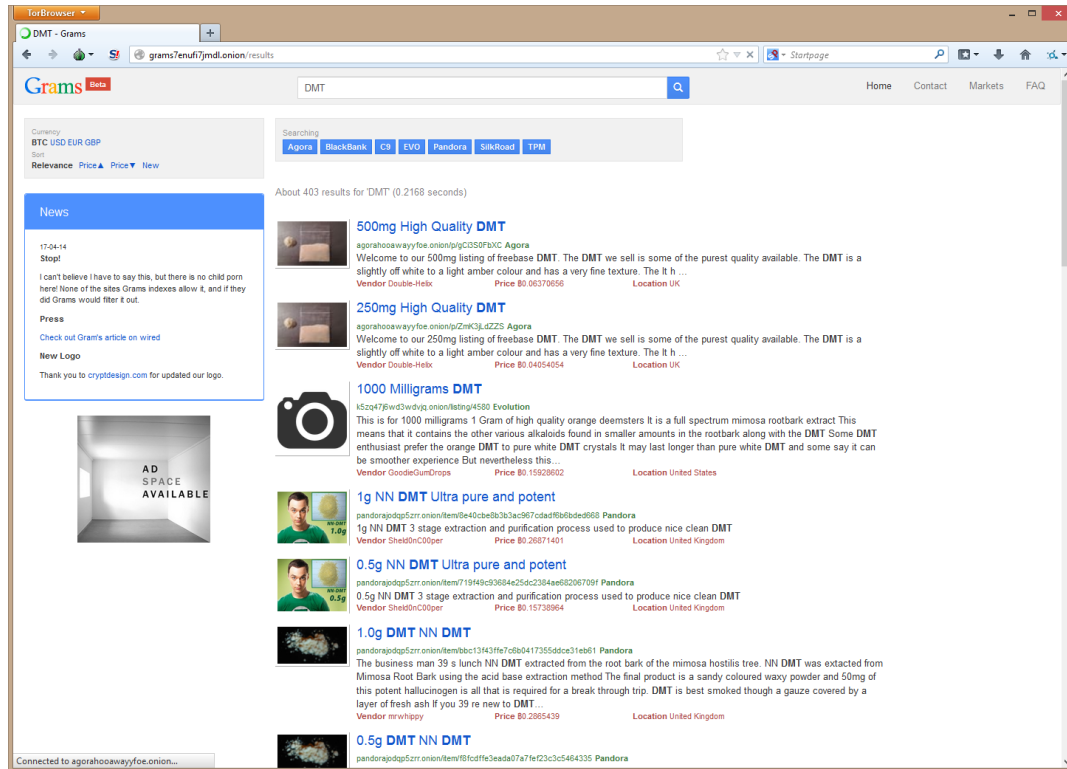 TorBrowser
DMT - Grams
grams7enufi7jmdl.onion/results
Startpage
Grams Beta
DMT
Home Contact Markets FAQ
Currency
BTC USD EUR GBP
Sort
Relevance Price▲ Price▼ New
Searching
Agora BlackBank C9 EVO Pandora SilkRoad TPM
News
17-04-14
Stop!
I can't believe I have to say this, but there is no child porn
here! None of the sites Grams indexes allow it, and if they
did Grams would filter it out.
Press
Check out Gram's article on wired
New Logo
Thank you to cryptdesign.com for updated our logo.
AD
SPACE
AVAILABLE
About 403 results for 'DMT' (0.2168 seconds)
500mg High Quality DMT
agorahooawayyfoe.onion/p/gCi3S0FbXC Agora
Welcome to our 500mg listing of freebase DMT. The DMT we sell is some of the purest quality available. The DMT is a
slightly off white to a light amber colour and has a very fine texture. The It h ...
Vendor Double-Helix Price ฿0.06370656 Location UK
250mg High Quality DMT
agorahooawayyfoe.onion/p/ZmK3jLdZZS Agora
Welcome to our 250mg listing of freebase DMT. The DMT we sell is some of the purest quality available. The DMT is a
slightly off white to a light amber colour and has a very fine texture. The It h ...
Vendor Double-Helix Price ฿0.04054054 Location UK
1000 Milligrams DMT
k5zq47j6wd3wdvjq.onion/listing/4580 Evolution
This is for 1000 milligrams 1 Gram of high quality orange deemsters It is a full spectrum mimosa rootbark extract This
means that it contains the other various alkaloids found in smaller amounts in the rootbark along with the DMT Some DMT
enthusiast prefer the orange DMT to pure white DMT crystals It may last longer than pure white DMT and some say it can
be smoother experience But nevertheless this...
Vendor GoodieGumDrops Price ฿0.15928602 Location United States
1g NN DMT Ultra pure and potent
pandorajodqp5zrr.onion/item/8e40cbe8b3b3ac967cdadf6b6bded668 Pandora
1g NN DMT 3 stage extraction and purification process used to produce nice clean DMT
Vendor Sheld0nC00per Price ฿0.26871401 Location United Kingdom
NN-DMT
1.0g
0.5g NN DMT Ultra pure and potent
pandorajodqp5zrr.onion/item/719f49c93684e25dc2384ae68206709f Pandora
0.5g NN DMT 3 stage extraction and purification process used to produce nice clean DMT
Vendor Sheld0nC00per Price ฿0.15738964 Location United Kingdom
NN-DMT
0.5g
1.0g DMT NN DMT
pandorajodqp5zrr.onion/item/bbc13f43ffe7c6b0417355ddce31eb61 Pandora
The business man 39 s lunch NN DMT extracted from the root bark of the mimosa hostilis tree. NN DMT was extacted from
Mimosa Root Bark using the acid base extraction method The final product is a sandy coloured waxy powder and 50mg of
this potent hallucinogen is all that is required for a break through trip. DMT is best smoked though a gauze covered by a
layer of fresh ash If you 39 re new to DMT...
Vendor mrwhippy Price ฿0.2865439 Location United Kingdom
0.5g DMT NN DMT
pandorajodqp5zrr.onion/item/f8fcdffe3eada07a7fef23c3c5464335 Pandora
Connected to agorahooawayyfoe.onion...